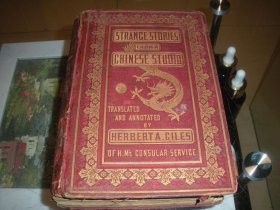 STRANGE STORIES
FROM A
CHINESE STUDIO
TRANSLATED
AND ANNOTATED
BY
HERBERT A. GILES
OF H.M's CONSULAR SERVICE